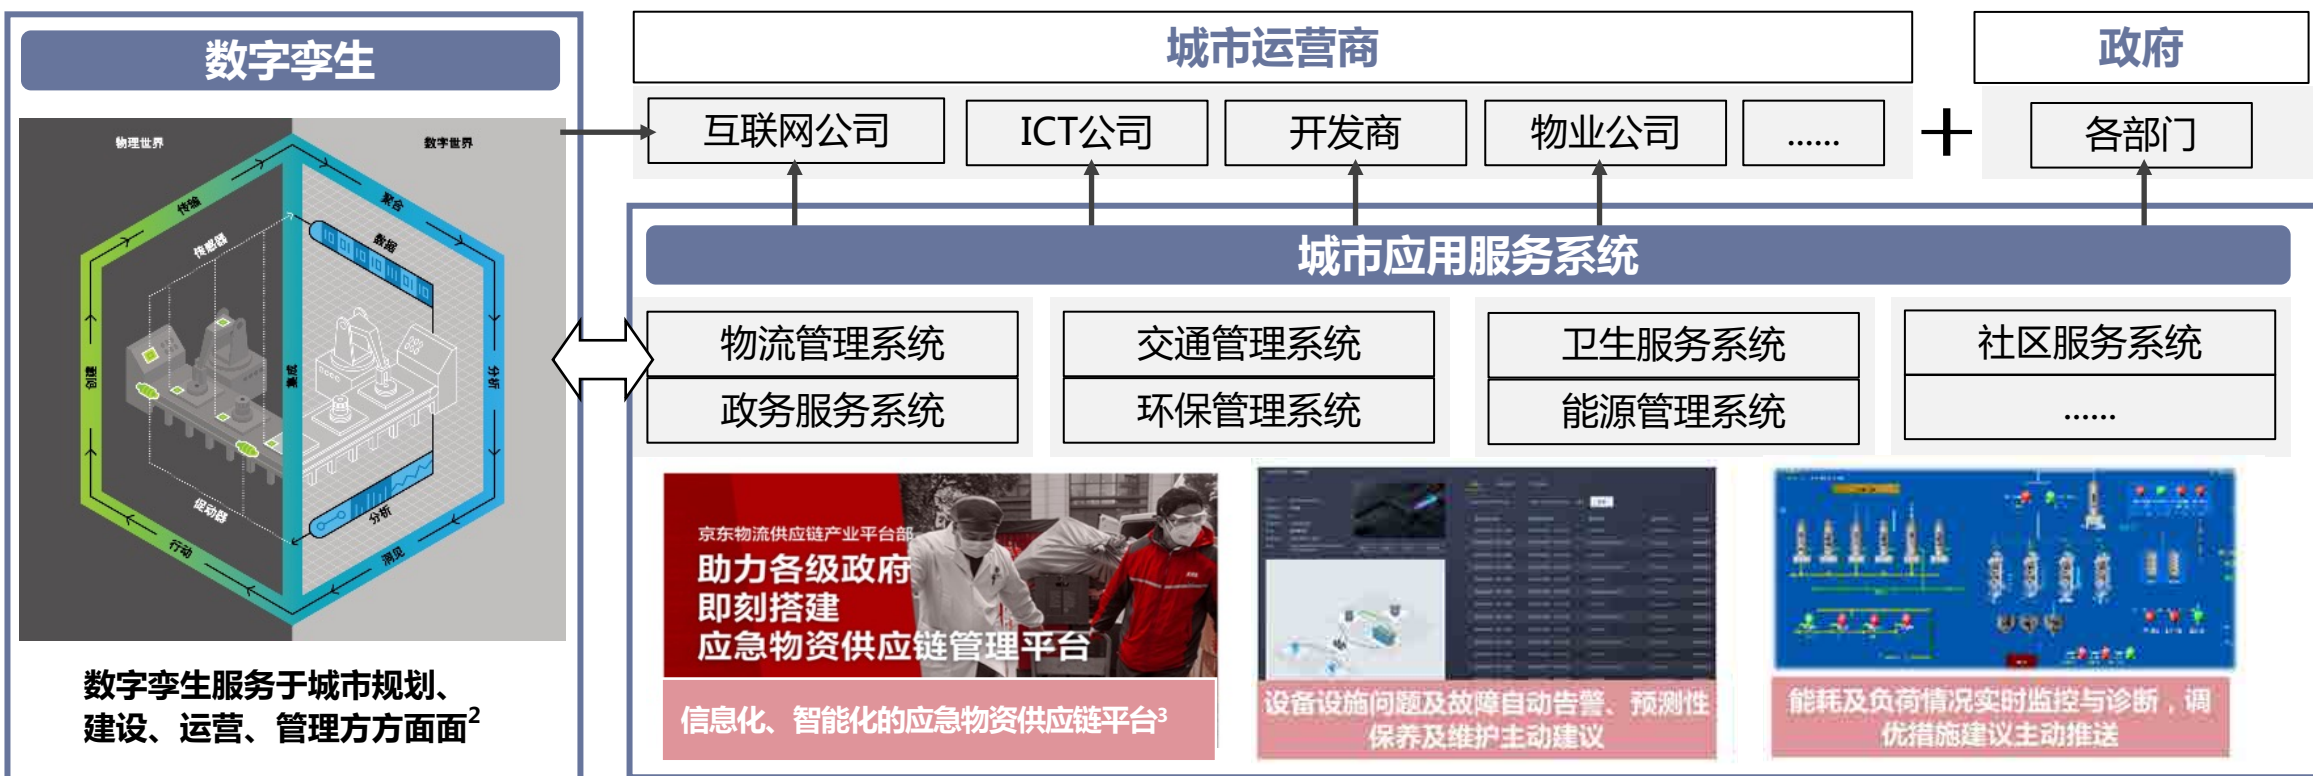 数字孪生
物理世界
数字世界
传输
聚合
传感器
数据
创建
集成
分析
促动器
分析
行动
洞见
数字孪生服务于城市规划、
建设、运营、管理方方面面2
城市运营商
政府
互联网公司
ICT公司
开发商
物业公司
......
+
各部门
城市应用服务系统
物流管理系统
交通管理系统
卫生服务系统
社区服务系统
政务服务系统
环保管理系统
能源管理系统
......
京东物流供应链产业平台部
助力各级政府
即刻搭建
应急物资供应链管理平台
信息化、智能化的应急物资供应链平台3
设备设施问题及故障自动告警、预测性
保养及维护主动建议
能耗及负荷情况实时监控与诊断，调
优措施建议主动推送